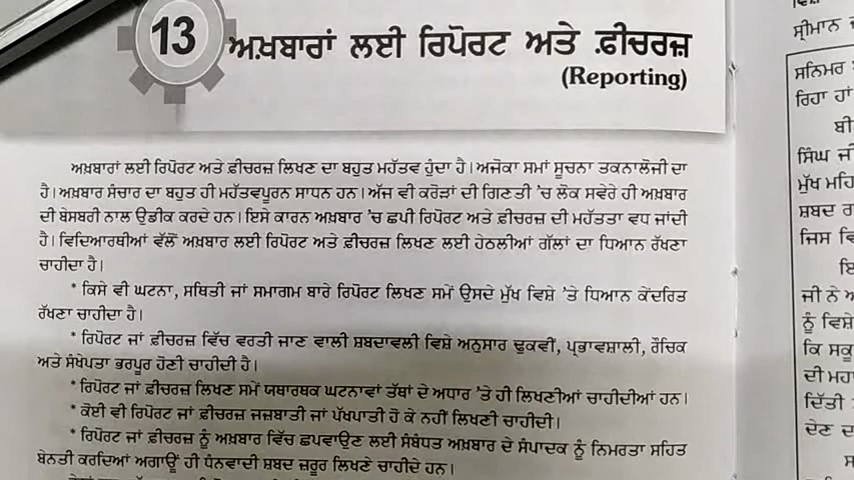 13
ਅਖ਼ਬਾਰਾਂ ਲਈ ਰਿਪੋਰਟ ਅਤੇ ਫ਼ੀਚਰਜ਼
(Reporting)
ਅਖ਼ਬਾਰਾਂ ਲਈ ਰਿਪੋਰਟ ਅਤੇ ਫ਼ੀਚਰਜ਼ ਲਿਖਣ ਦਾ ਬਹੁਤ ਮਹੱਤਵ ਹੁੰਦਾ ਹੈ। ਅਜੋਕਾ ਸਮਾਂ ਸੂਚਨਾ ਤਕਨਾਲੋਜੀ ਦਾ
ਹੈ। ਅਖ਼ਬਾਰ ਸੰਚਾਰ ਦਾ ਬਹੁਤ ਹੀ ਮਹੱਤਵਪੂਰਨ ਸਾਧਨ ਹਨ। ਅੱਜ ਵੀ ਕਰੋੜਾਂ ਦੀ ਗਿਣਤੀ 'ਚ ਲੋਕ ਸਵੇਰੇ ਹੀ ਅਖ਼ਬਾਰ
ਦੀ ਬੇਸਬਰੀ ਨਾਲ ਉਡੀਕ ਕਰਦੇ ਹਨ। ਇਸੇ ਕਾਰਨ ਅਖ਼ਬਾਰ 'ਚ ਛਪੀ ਰਿਪੋਰਟ ਅਤੇ ਫ਼ੀਚਰਜ਼ ਦੀ ਮਹੱਤਤਾ ਵਧ ਜਾਂਦੀ
ਹੈ। ਵਿਦਿਆਰਥੀਆਂ ਵੱਲੋਂ ਅਖ਼ਬਾਰ ਲਈ ਰਿਪੋਰਟ ਅਤੇ ਫ਼ੀਚਰਜ਼ ਲਿਖਣ ਲਈ ਹੇਠਲੀਆਂ ਗੱਲਾਂ ਦਾ ਧਿਆਨ ਰੱਖਣਾ
ਚਾਹੀਦਾ ਹੈ।
* ਕਿਸੇ ਵੀ ਘਟਨਾ, ਸਥਿਤੀ ਜਾਂ ਸਮਾਗਮ ਬਾਰੇ ਰਿਪੋਰਟ ਲਿਖਣ ਸਮੇਂ ਉਸਦੇ ਮੁੱਖ ਵਿਸ਼ੇ 'ਤੇ ਧਿਆਨ ਕੇਂਦਰਿਤ
ਰੱਖਣਾ ਚਾਹੀਦਾ ਹੈ।
* ਰਿਪੋਰਟ ਜਾਂ ਫ਼ੀਚਰਜ਼ ਵਿੱਚ ਵਰਤੀ ਜਾਣ ਵਾਲੀ ਸ਼ਬਦਾਵਲੀ ਵਿਸ਼ੇ ਅਨੁਸਾਰ ਢੁਕਵੀਂ, ਪ੍ਰਭਾਵਸ਼ਾਲੀ, ਰੌਚਿਕ
ਅਤੇ ਸੰਖੇਪਤਾ ਭਰਪੂਰ ਹੋਣੀ ਚਾਹੀਦੀ ਹੈ।
* ਰਿਪੋਰਟ ਜਾਂ ਫ਼ੀਚਰਜ਼ ਲਿਖਣ ਸਮੇਂ ਯਥਾਰਥਕ ਘਟਨਾਵਾਂ ਤੱਥਾਂ ਦੇ ਅਧਾਰ 'ਤੇ ਹੀ ਲਿਖਣੀਆਂ ਚਾਹੀਦੀਆਂ ਹਨ।
* ਕੋਈ ਵੀ ਰਿਪੋਰਟ ਜਾਂ ਫ਼ੀਚਰਜ਼ ਜਜ਼ਬਾਤੀ ਜਾਂ ਪੱਖਪਾਤੀ ਹੋ ਕੇ ਨਹੀਂ ਲਿਖਣੀ ਚਾਹੀਦੀ।
* ਰਿਪੋਰਟ ਜਾਂ ਫ਼ੀਚਰਜ਼ ਨੂੰ ਅਖ਼ਬਾਰ ਵਿੱਚ ਛਪਵਾਉਣ ਲਈ ਸੰਬੰਧਤ ਅਖ਼ਬਾਰ ਦੇ ਸੰਪਾਦਕ ਨੂੰ ਨਿਮਰਤਾ ਸਹਿਤ
ਬੇਨਤੀ ਕਰਦਿਆਂ ਅਗਾਊਂ ਹੀ ਧੰਨਵਾਦੀ ਸ਼ਬਦ ਜ਼ਰੂਰ ਲਿਖਣੇ ਚਾਹੀਦੇ ਹਨ।
ਸ੍ਰੀਮਾਨ
ਸਨਿਮਰ
ਰਿਹਾ ਹਾਂ
ਬੀ
ਸਿੰਘ ਜੀ
ਮੁੱਖ
ਸ਼ਬਦ
ਜਿਸ
ਜੀ ਨੇ
ਨੂੰ ਵਿਸ਼ੇ
ਕਿ ਸਕੂ
ਦੀ ਮਹਾ
ਦਿੱਤੀ
ਦੇਣ ਦਾ